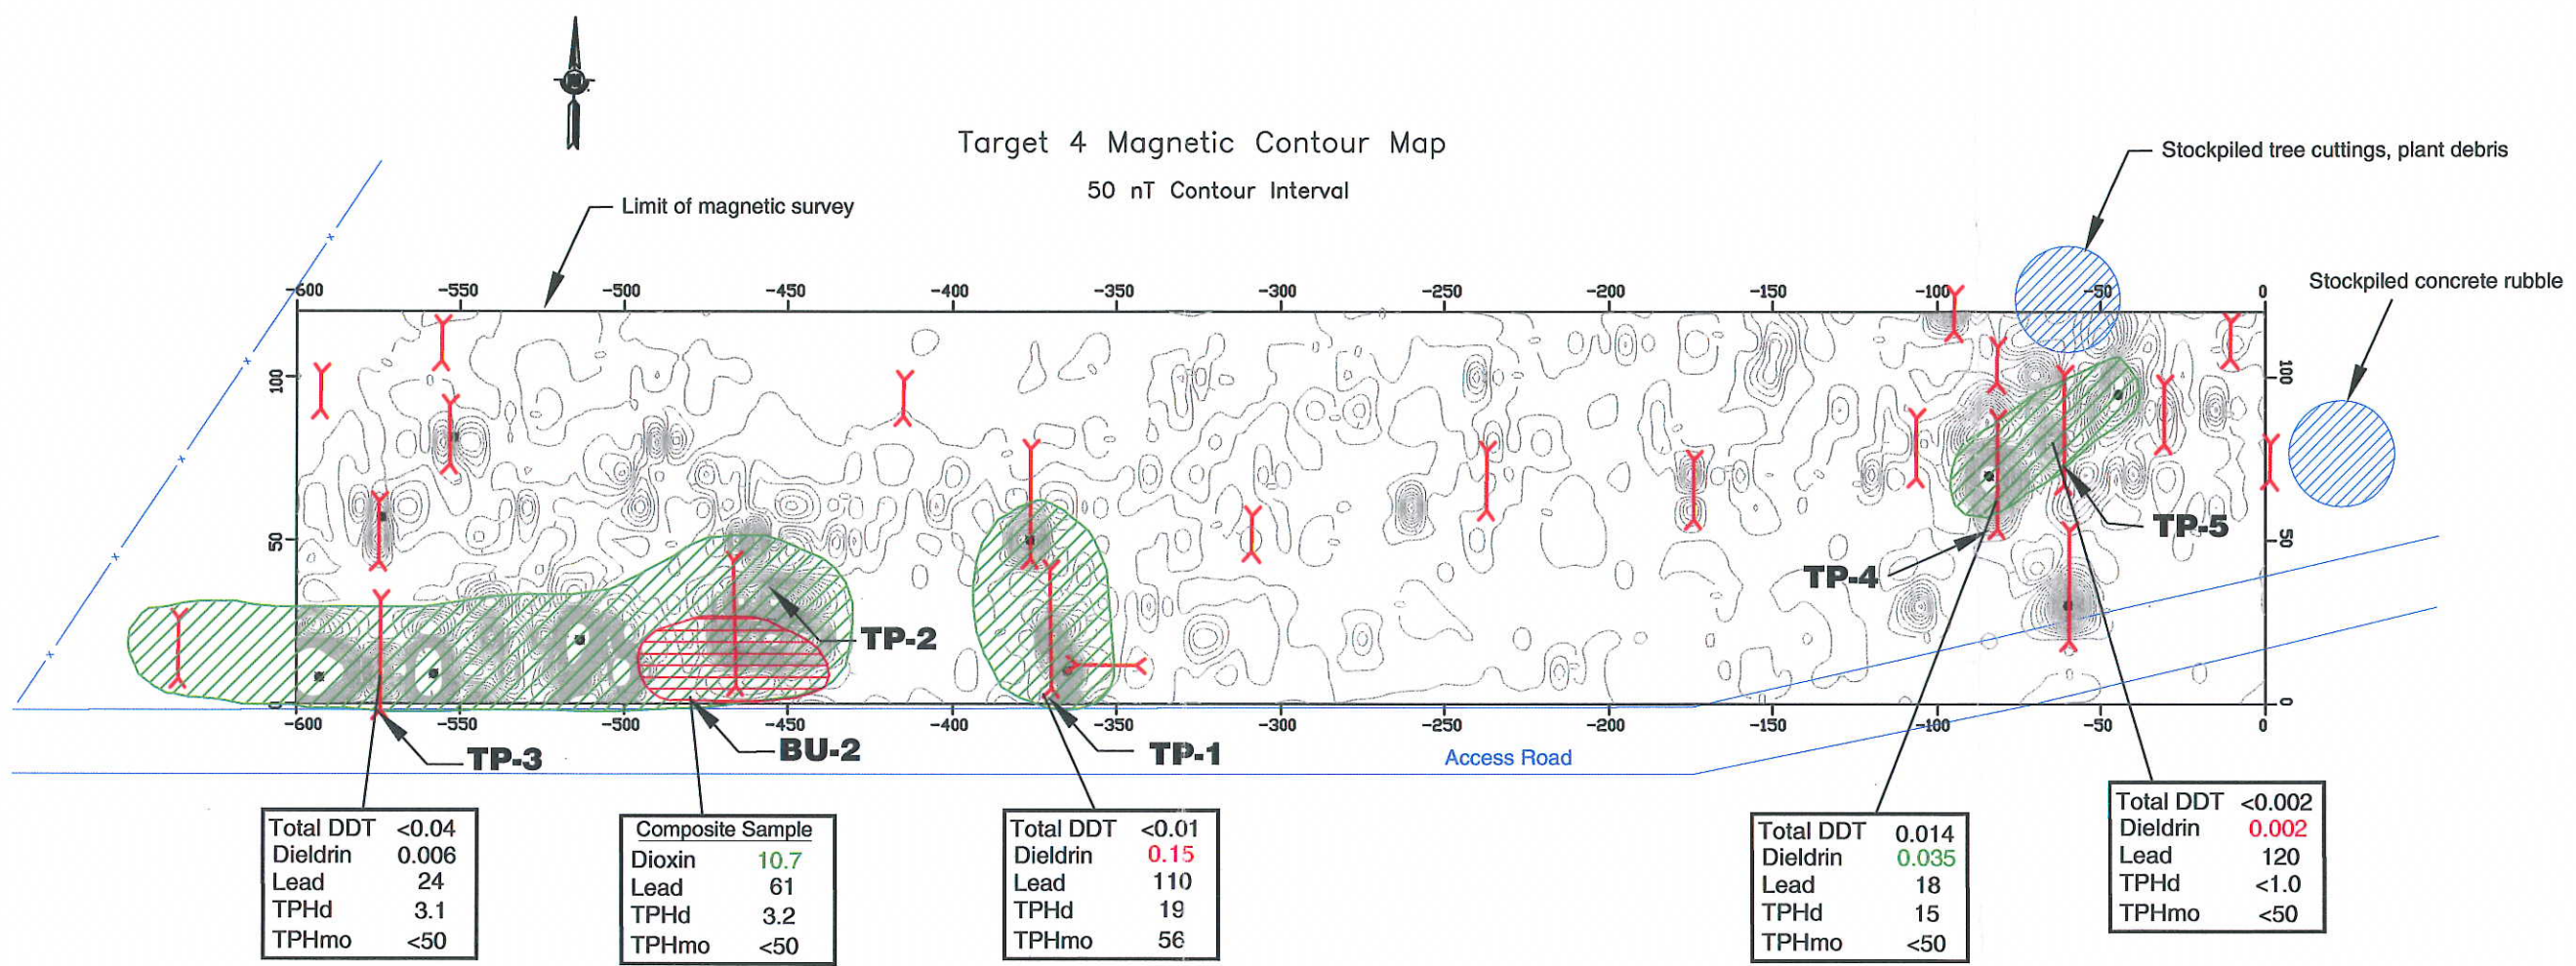 Target 4 Magnetic Contour Map
50 nT Contour Interval
Stockpiled tree cuttings, plant debris
Limit of magnetic survey
Stockpiled concrete rubble
-600 -550 -500 -450 -400 -350 -300 -250 -200 -150 -100 -50 0
100 100
50 50
0 0
TP-5
TP-4
TP-2
-600 -550 -500 -450 -400 -350 -300 -250 -200 -150 -100 -50 0
TP-3
BU-2
TP-1
Access Road
Total DDT <0.04
Dieldrin 0.006
Lead 24
TPHd 3.1
TPHmo <50
Composite Sample
Dioxin 10.7
Lead 61
TPHd 3.2
TPHmo <50
Total DDT <0.01
Dieldrin 0.15
Lead 110
TPHd 19
TPHmo 56
Total DDT 0.014
Dieldrin 0.035
Lead 18
TPHd 15
TPHmo <50
Total DDT <0.002
Dieldrin 0.002
Lead 120
TPHd <1.0
TPHmo <50